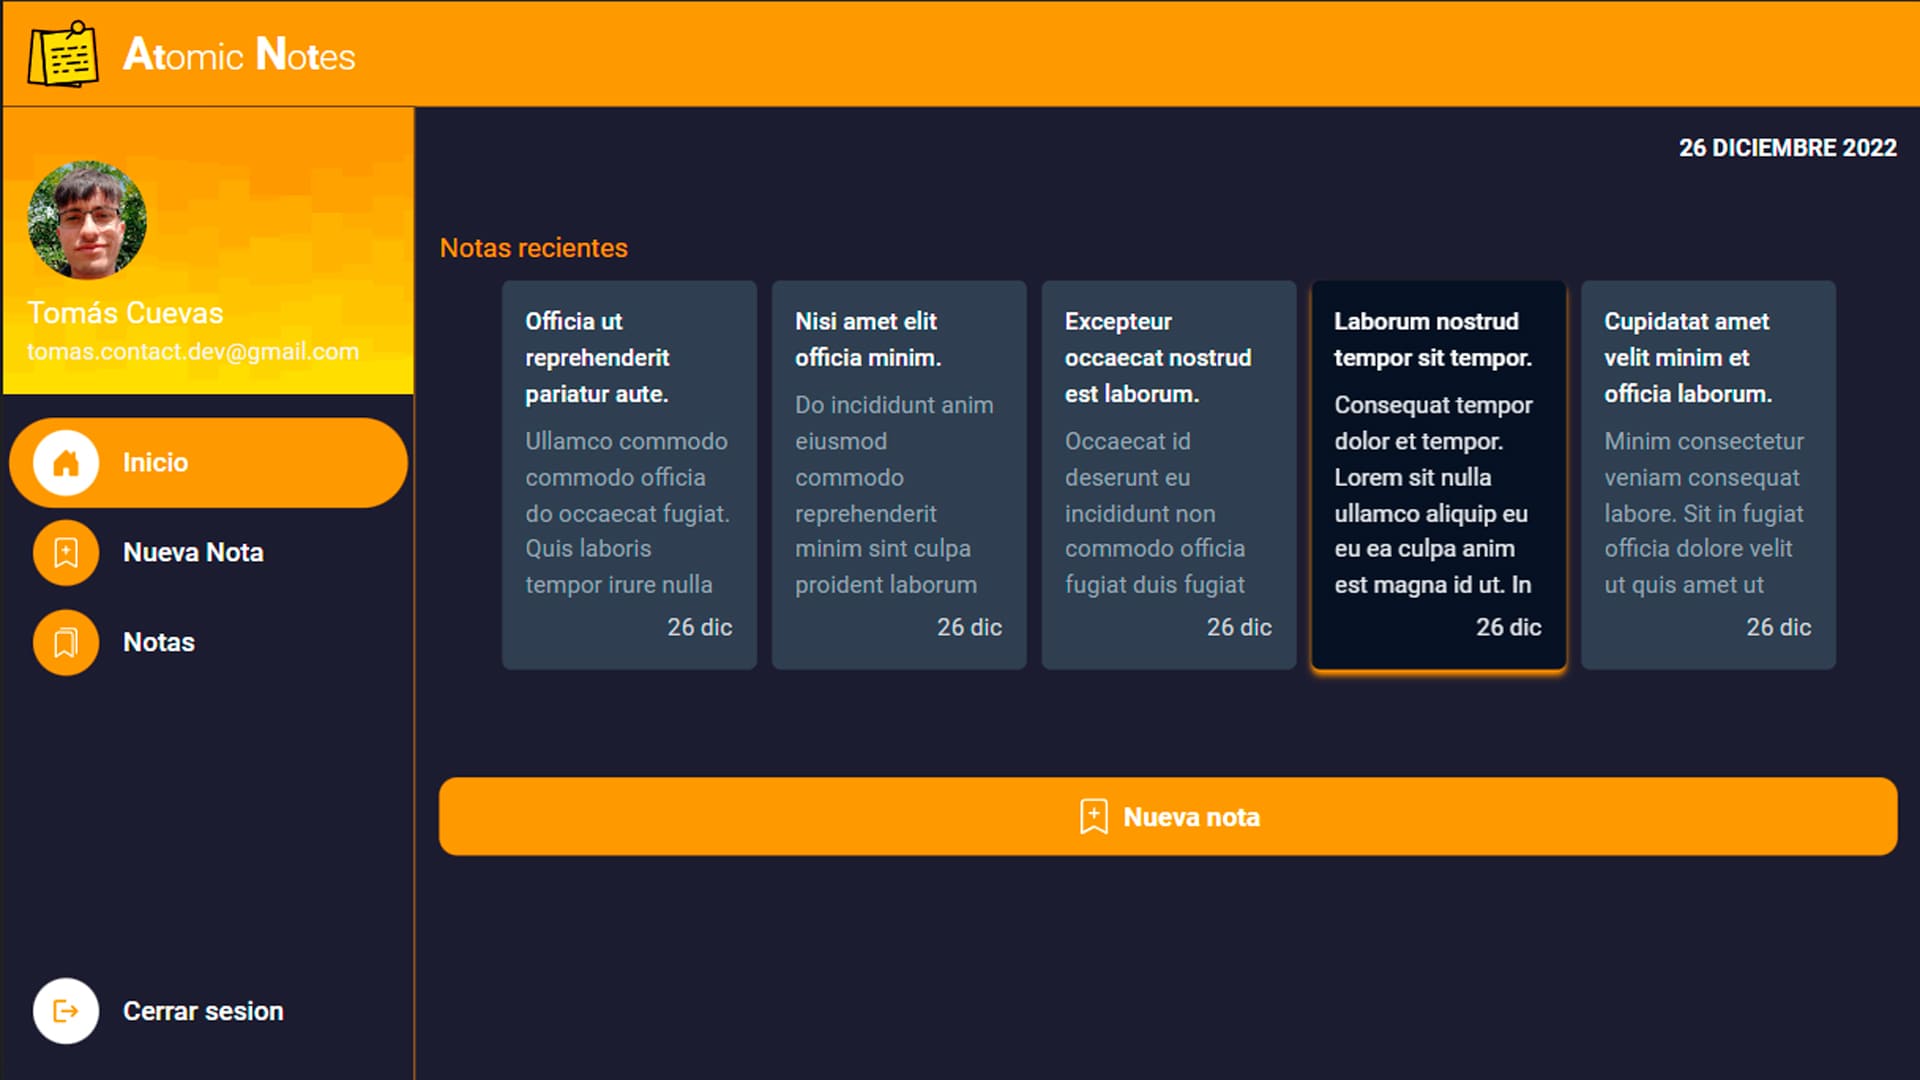 Atomic Notes
Tomás Cuevas
tomas.contact.dev@gmail.com
Inicio
Nueva Nota
Notas
Cerrar sesion
26 DICIEMBRE 2022
Notas recientes
Officia ut
reprehenderit
pariatur aute.
Ullamco commodo
commodo officia
do occaecat fugiat.
Quis laboris
tempor irure nulla
26 dic
Nisi amet elit
officia minim.
Do incididunt anim
eiusmod
commodo
reprehenderit
minim sint culpa
proident laborum
26 dic
Excepteur
occaecat nostrud
est laborum.
Occaecat id
deserunt eu
incididunt non
commodo officia
fugiat duis fugiat
26 dic
Laborum nostrud
tempor sit tempor.
Consequat tempor
dolor et tempor.
Lorem sit nulla
ullamco aliquip eu
eu ea culpa anim
est magna id ut. In
26 dic
Cupidatat amet
velit minim et
officia laborum.
Minim consectetur
veniam consequat
labore. Sit in fugiat
officia dolore velit
ut quis amet ut
26 dic
Nueva nota